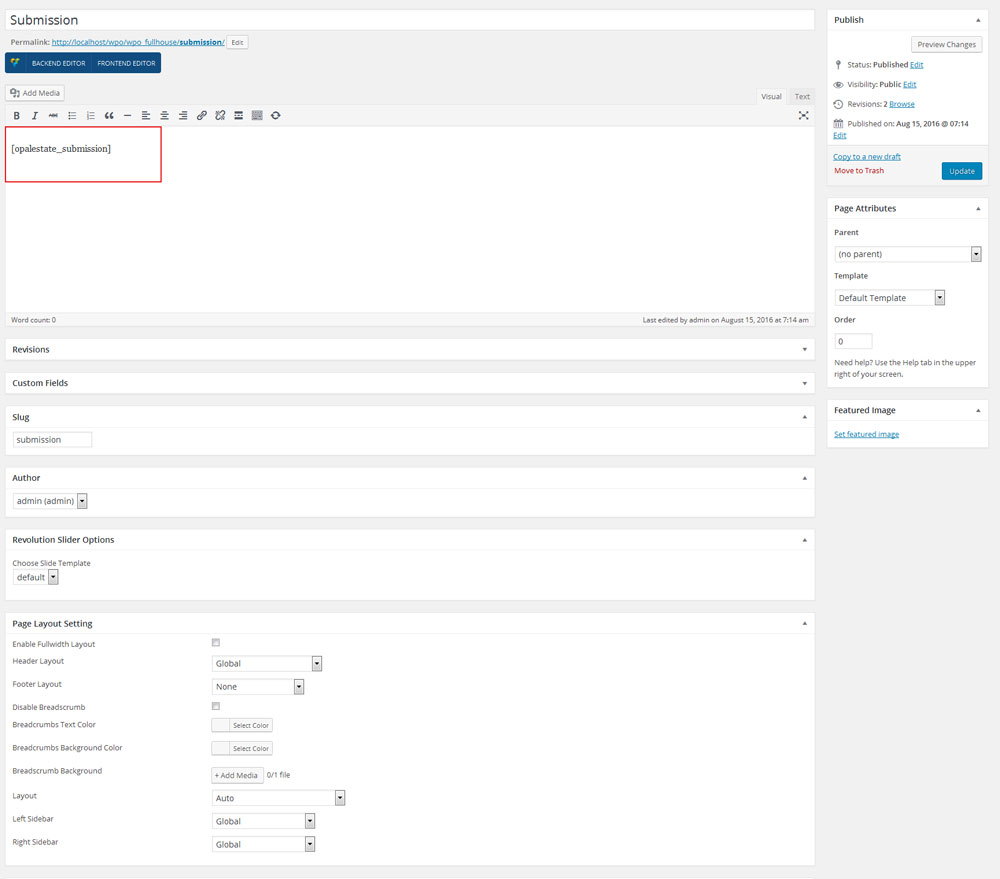 Submission
Permalink: http://localhost/wpo/wpo_fullhouse/submission/ Edit
BACKEND EDITOR FRONTEND EDITOR
Add Media
Visual Text
B I ABC
[opalestate_submission]
Word count: 0 Last edited by admin on August 15, 2016 at 7:14 am
Revisions
Custom Fields
Slug
submission
Author
admin (admin)
Revolution Slider Options
Choose Slide Template
default
Page Layout Setting
Enable Fullwidth Layout
Header Layout Global
Footer Layout None
Disable Breadscrumb
Breadcrumbs Text Color Select Color
Breadcrumbs Background Color Select Color
Breadscrumb Background + Add Media 0/1 file
Layout Auto
Left Sidebar Global
Right Sidebar Global
Publish
Preview Changes
Status: Published Edit
Visibility: Public Edit
Revisions: 2 Browse
Published on: Aug 15, 2016 @ 07:14
Edit
Copy to a new draft
Move to Trash Update
Page Attributes
Parent
(no parent)
Template
Default Template
Order
0
Need help? Use the Help tab in the upper
right of your screen.
Featured Image
Set featured image